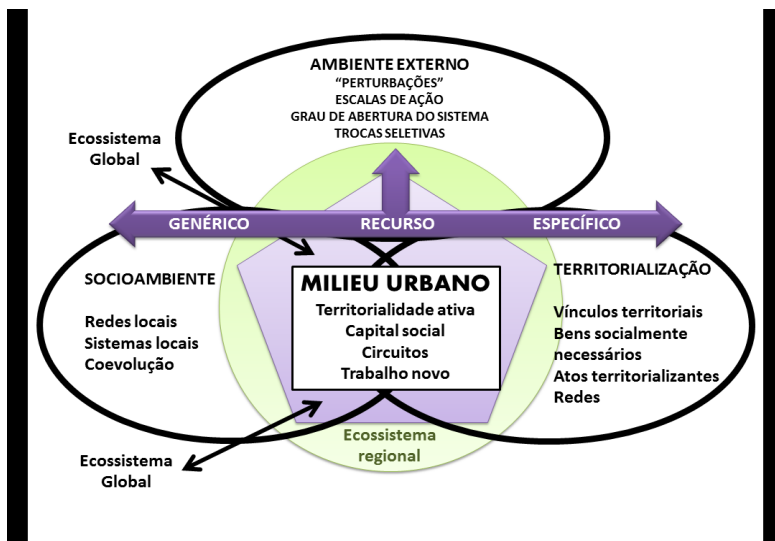 AMBIENTE EXTERNO
“PERTURBAÇÕES”
ESCALAS DE AÇÃO
GRAU DE ABERTURA DO SISTEMA
TROCAS SELETIVAS
Ecossistema
Global
GENÉRICO
RECURSO
ESPECÍFICO
SOCIOAMBIENTE
Redes locais
Sistemas locais
Coevolução
MILIEU URBANO
Territorialidade ativa
Capital social
Circuitos
Trabalho novo
TERRITORIALIZAÇÃO
Vínculos territoriais
Bens socialmente
necessários
Atos territorializantes
Redes
Ecossistema
regional
Ecossistema
Global